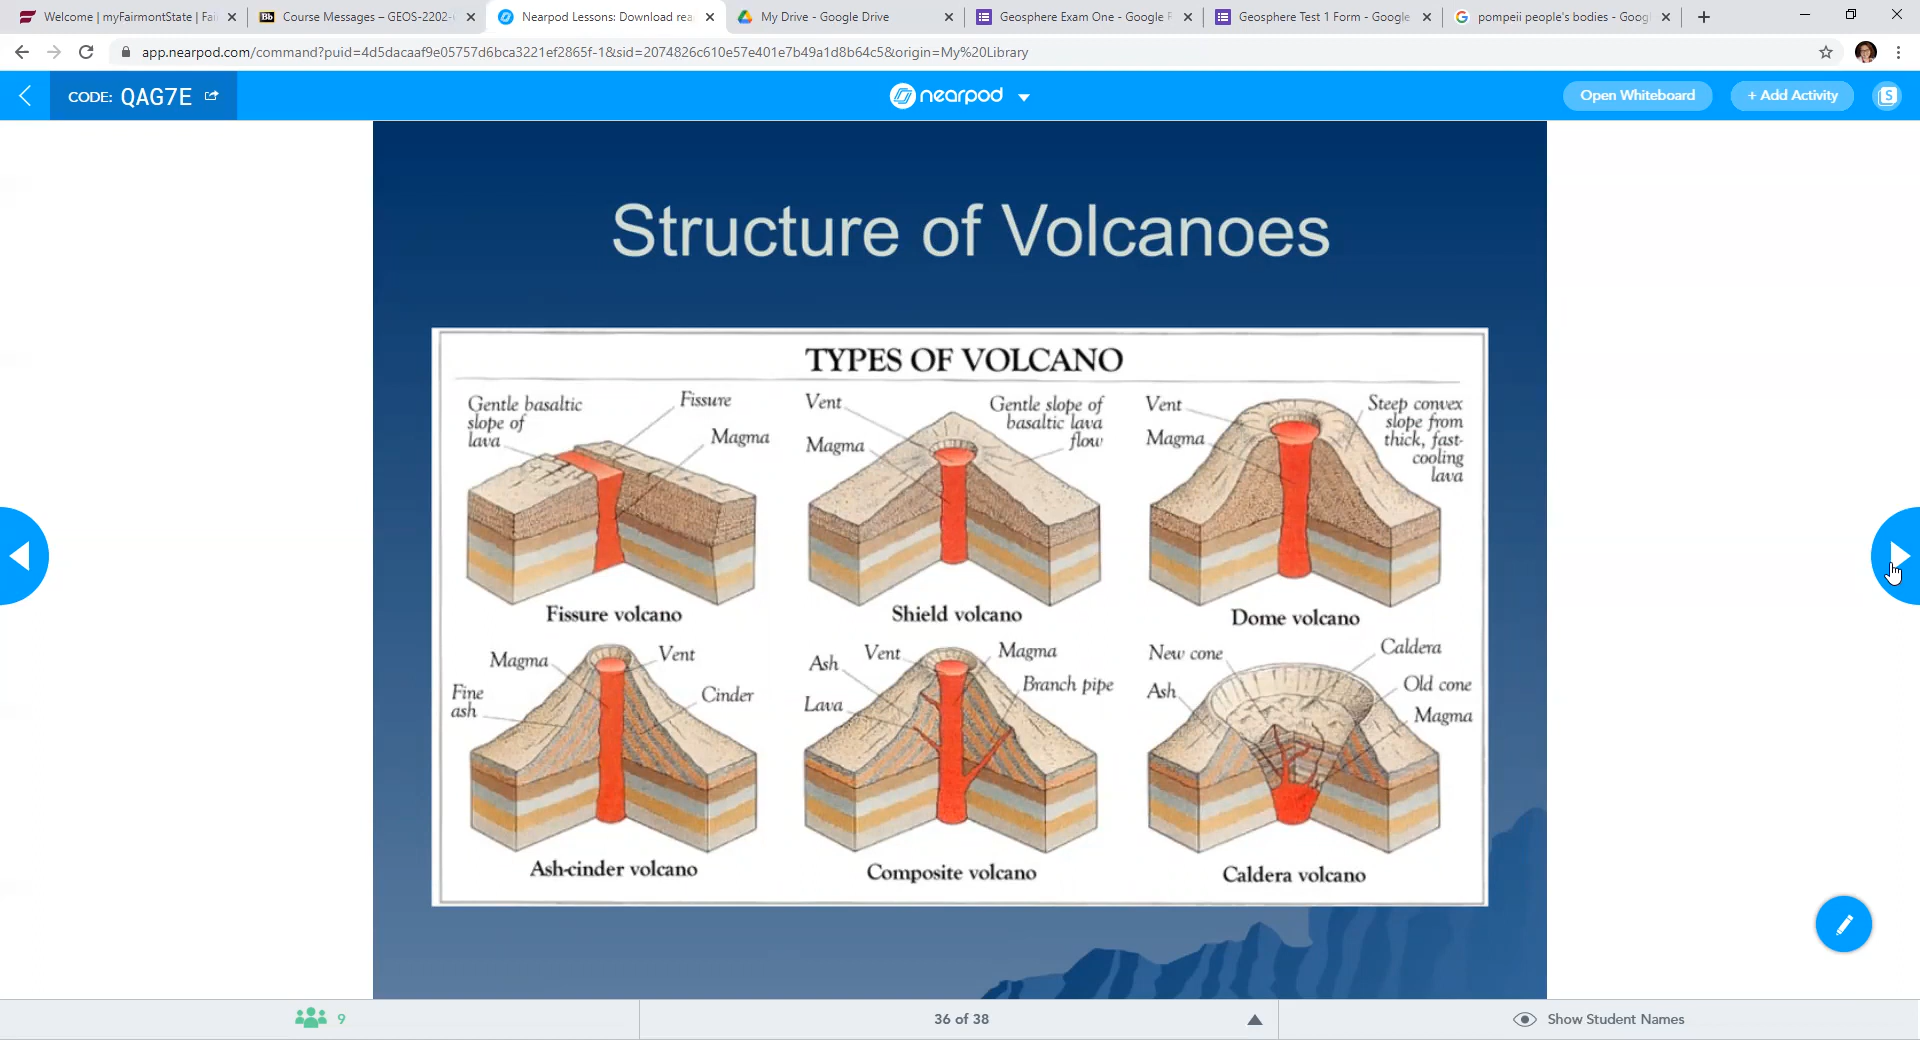 Welcome | myFairmontState | Fai
Course Messages – GEOS-2202-
Nearpod Lessons: Download rea
My Drive - Google Drive
Geosphere Exam One - Google F
Geosphere Test 1 Form - Google
pompeii people's bodies - Goog
app.nearpod.com/command?puid=4d5dacaaf9e05757d6bca3221ef2865f-1&sid=2074826c610e57e401e7b49a1d8b64c5&origin=My%20Library
CODE: QAG7E
nearpod
Open Whiteboard
+ Add Activity
S
Structure of Volcanoes
TYPES OF VOLCANO
Gentle basaltic
slope of
lava
Fissure
Magma
Fissure volcano
Vent
Magma
Gentle slope of
basaltic lava
flow
Shield volcano
Vent
Magma
Steep convex
slope from
thick, fast-
cooling
lava
Dome volcano
Magma
Fine
ash
Vent
Cinder
Ash-cinder volcano
Ash
Vent
Lava
Magma
Branch pipe
Composite volcano
New cone
Ash
Caldera
Old cone
Magma
Caldera volcano
9
36 of 38
Show Student Names